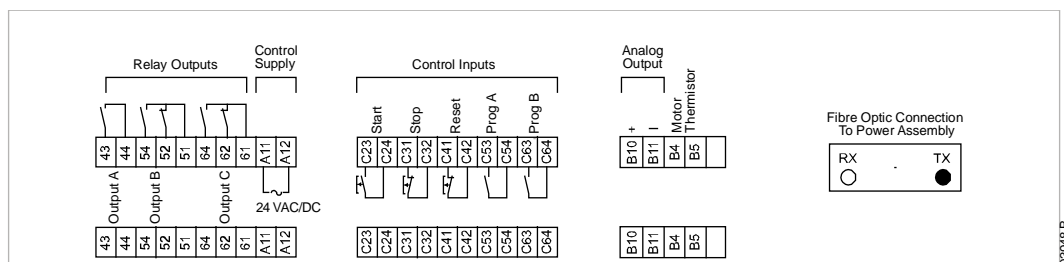 Relay Outputs
Control
Supply
Control Inputs
Analog
Output
Start
Stop
Reset
Prog A
Prog B
+
I
Motor
Thermistor
Fibre Optic Connection
To Power Assembly
43 44 54 52 51 64 62 61 A11 A12
C23 C24 C31 C32 C41 C42 C53 C54 C63 C64
B10 B11 B4 B5
RX
TX
Output A
Output B
Output C
24 VAC/DC
43 44 54 52 51 64 62 61 A11 A12
C23 C24 C31 C32 C41 C42 C53 C54 C63 C64
B10 B11 B4 B5